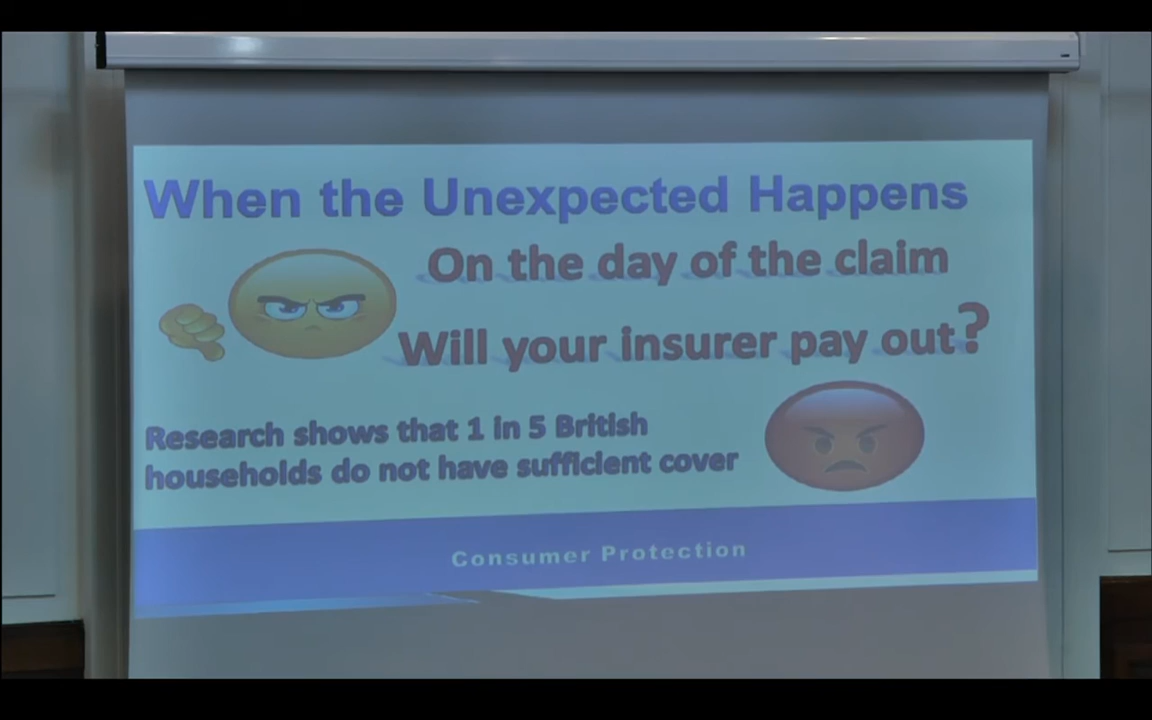 When the Unexpected Happens
On the day of the claim
Will your insurer pay out?
Research shows that 1 in 5 British
households do not have sufficient cover
Consumer Protection